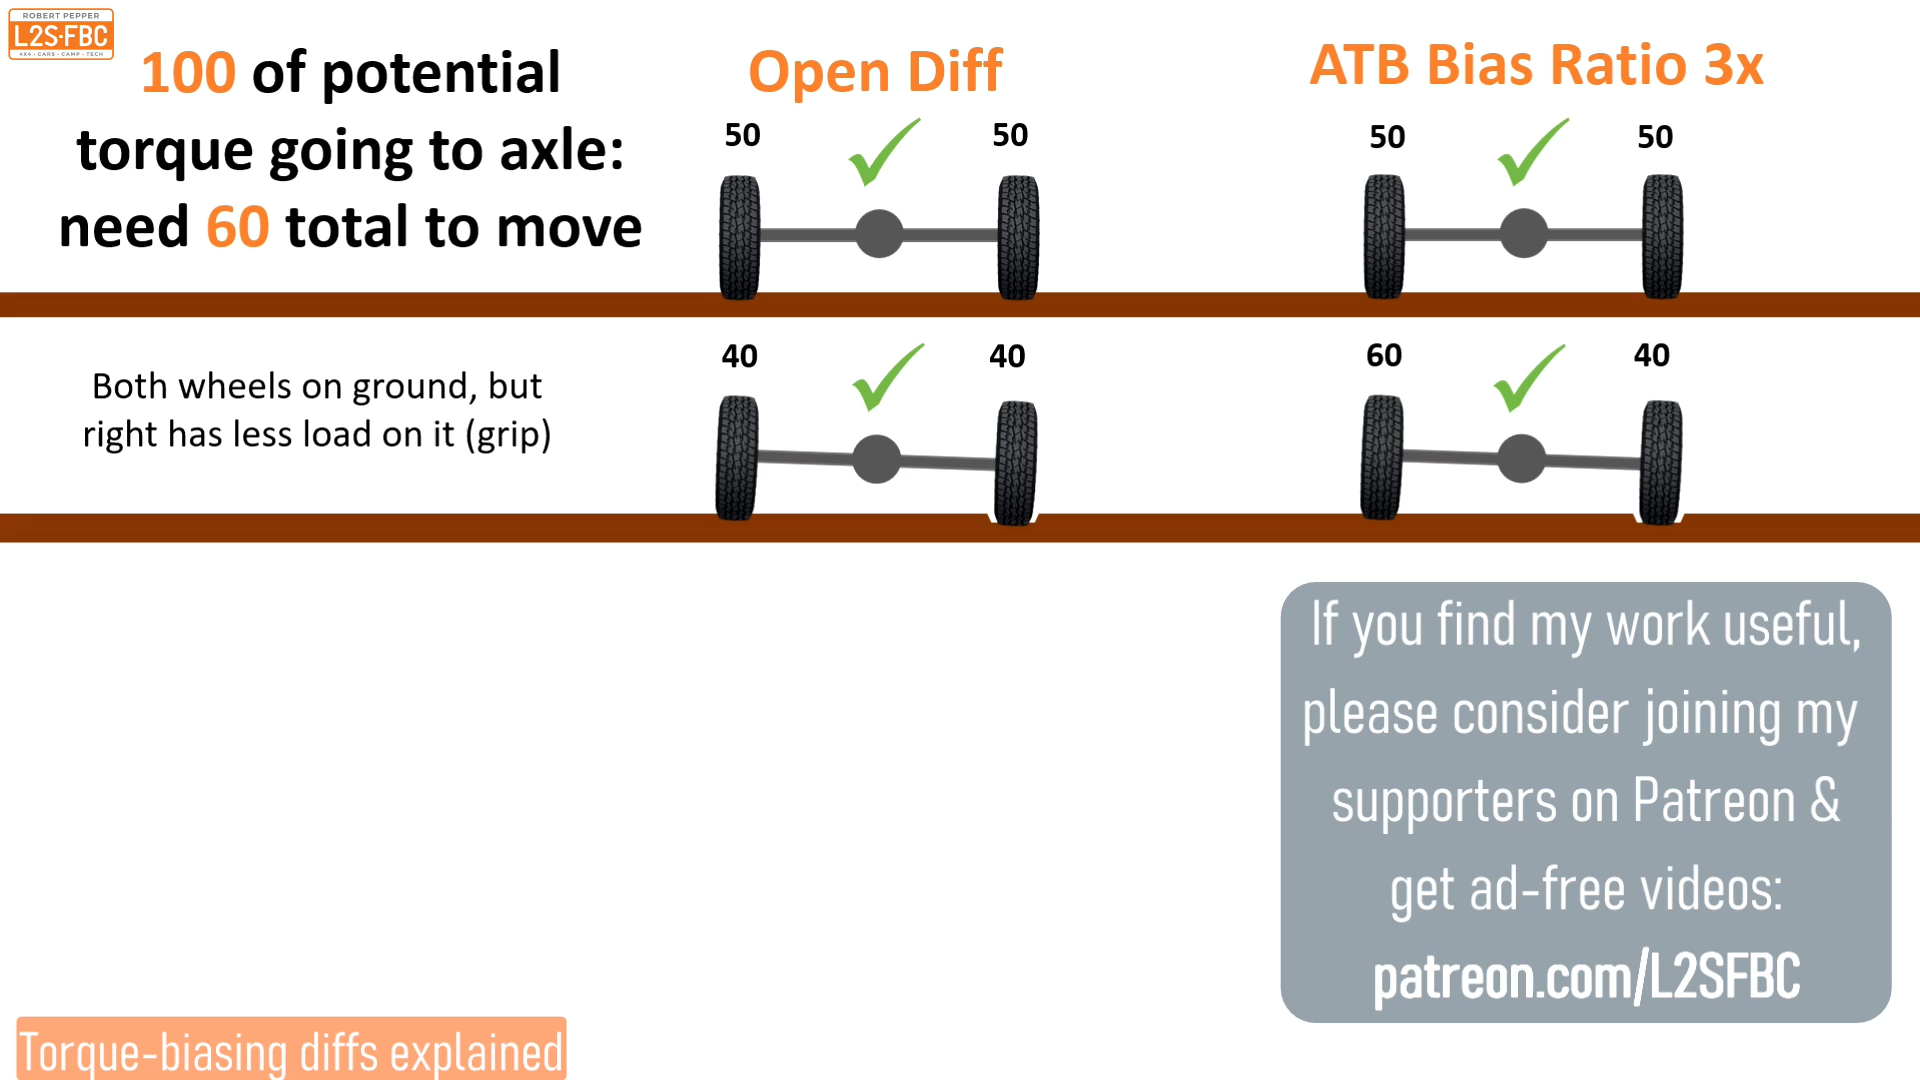 ROBERT PEPPER
L2S-FBC
4X4 • CARS • CAMP • TECH
100 of potential
torque going to axle:
need 60 total to move
Open Diff
ATB Bias Ratio 3x
50 50
50 50
Both wheels on ground, but
right has less load on it (grip)
40 40
60 40
If you find my work useful,
please consider joining my
supporters on Patreon &
get ad-free videos:
patreon.com/L2SFBC
Torque-biasing diffs explained